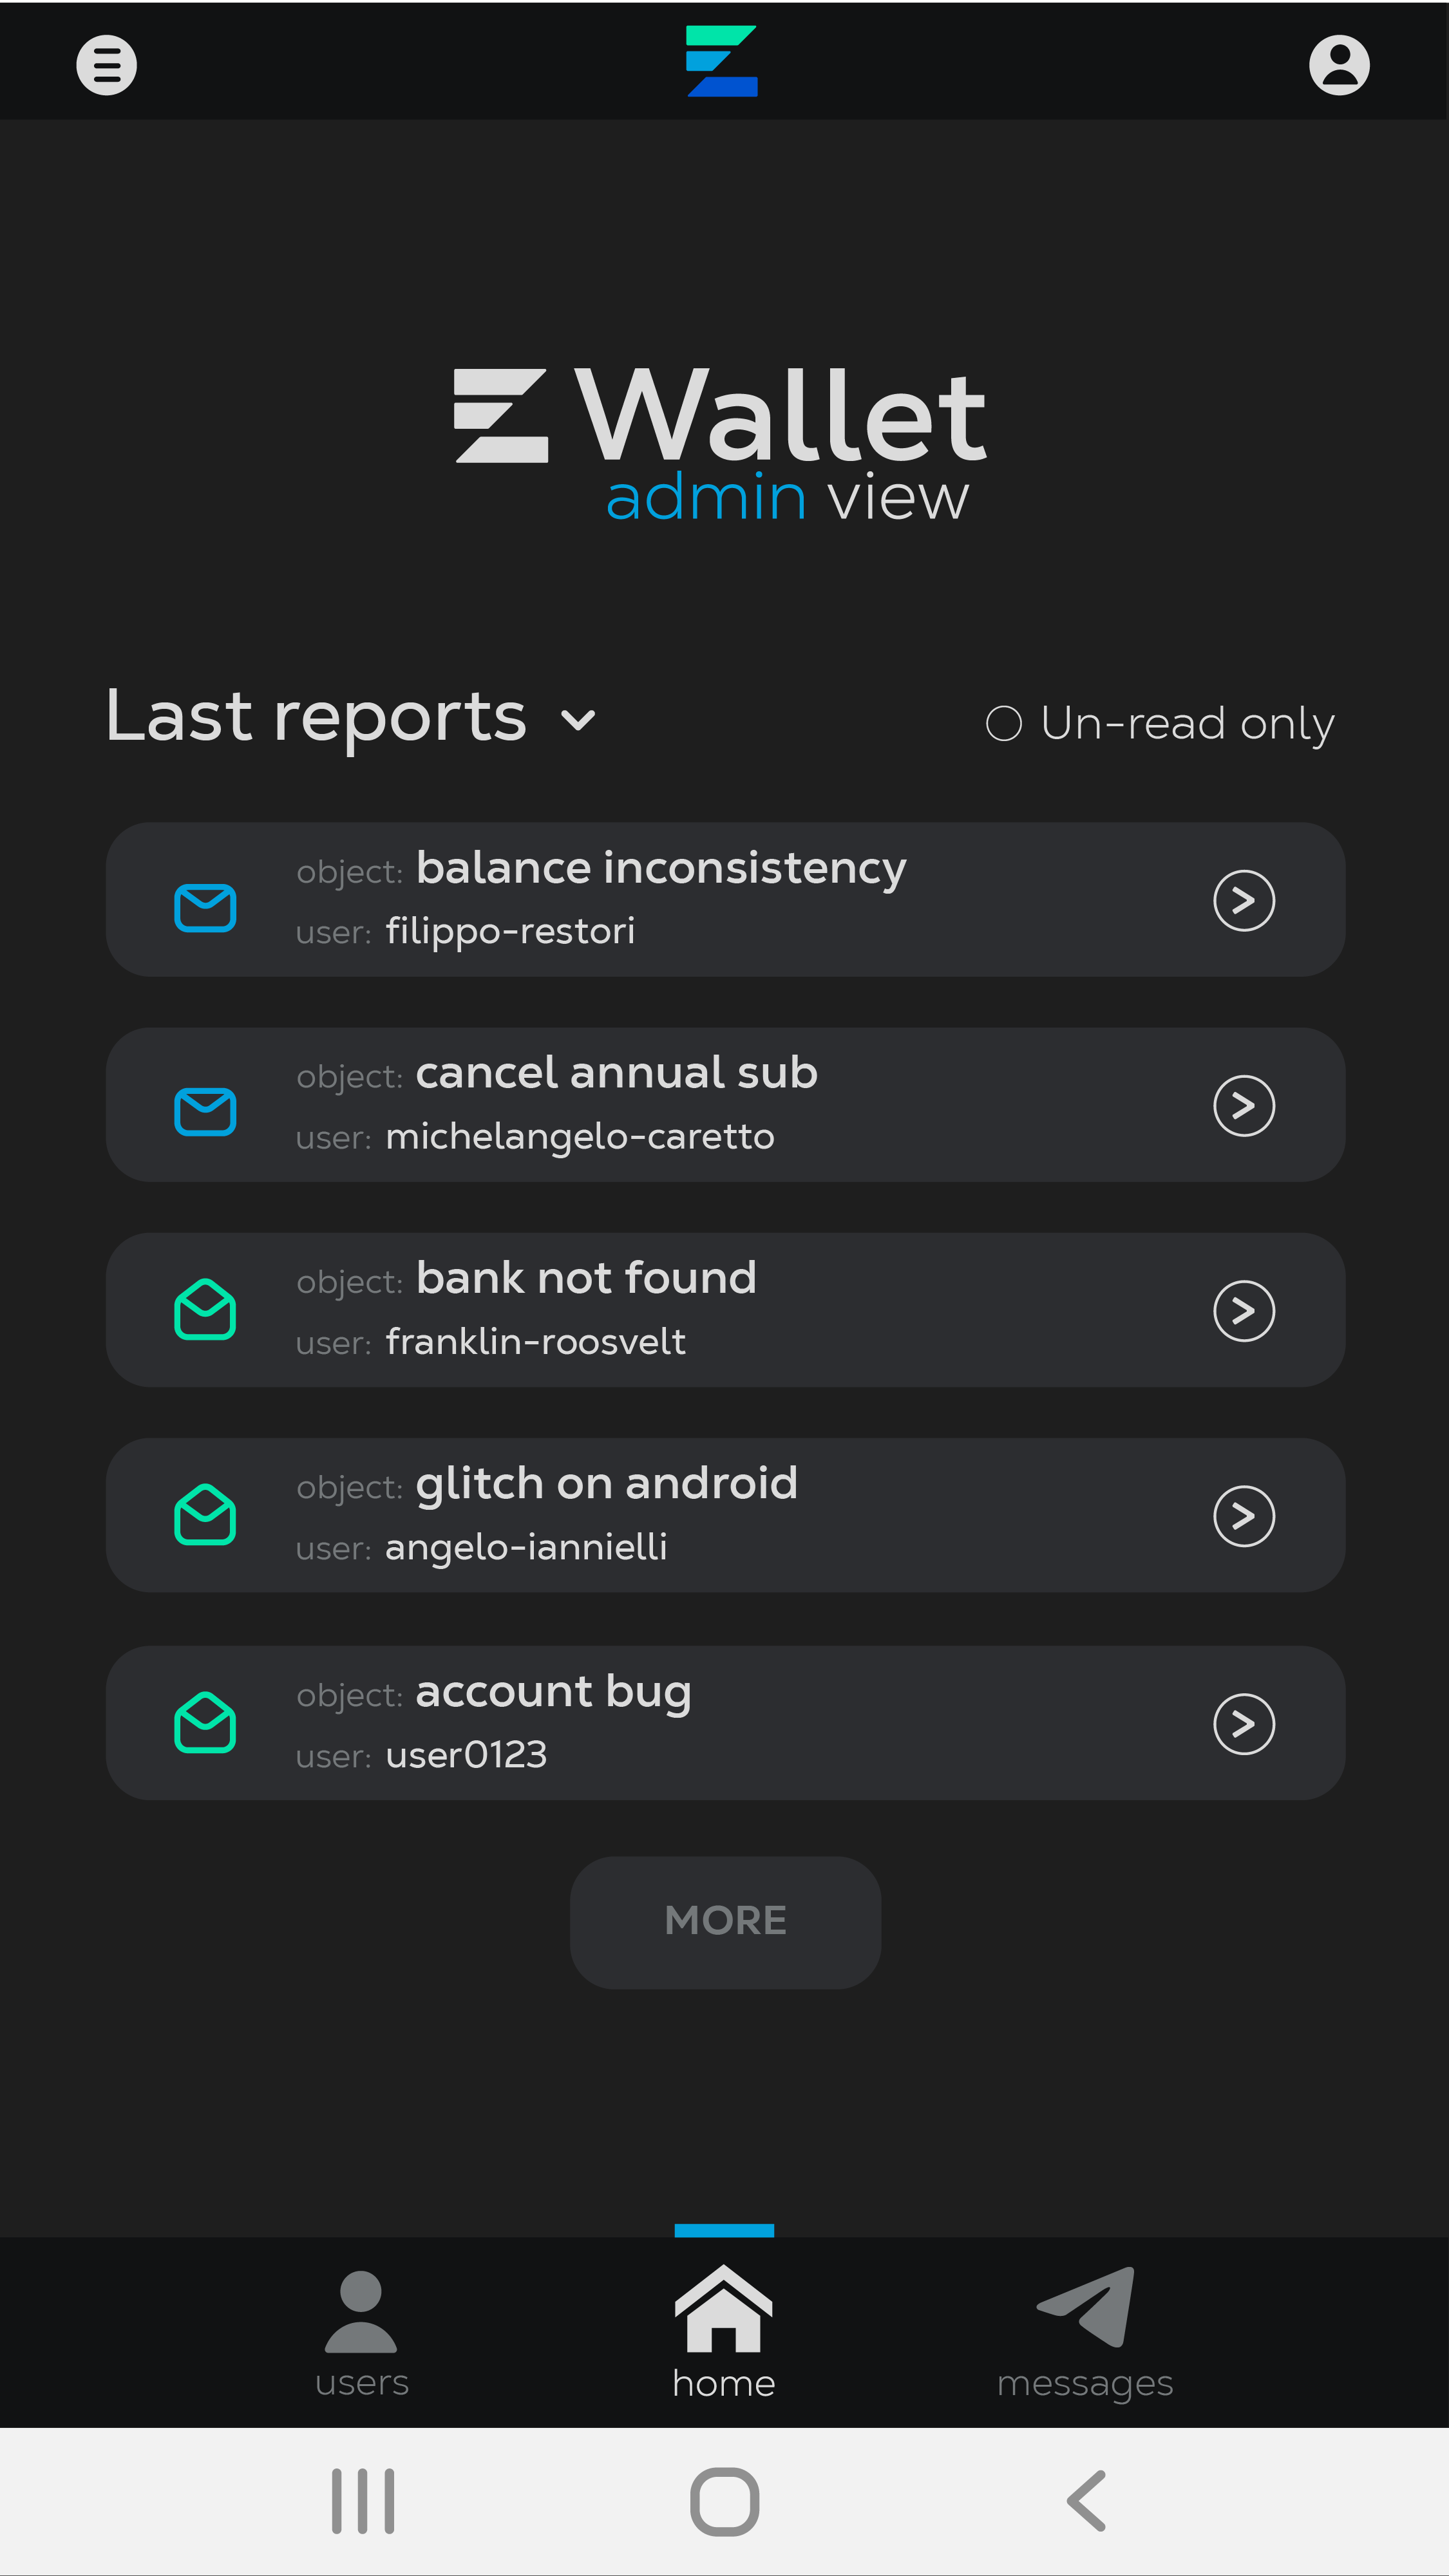 Wallet
admin view
Last reports
Un-read only
object: balance inconsistency
user: filippo-restori
object: cancel annual sub
user: michelangelo-caretto
object: bank not found
user: franklin-roosvelt
object: glitch on android
user: angelo-iannielli
object: account bug
user: user0123
MORE
users
home
messages